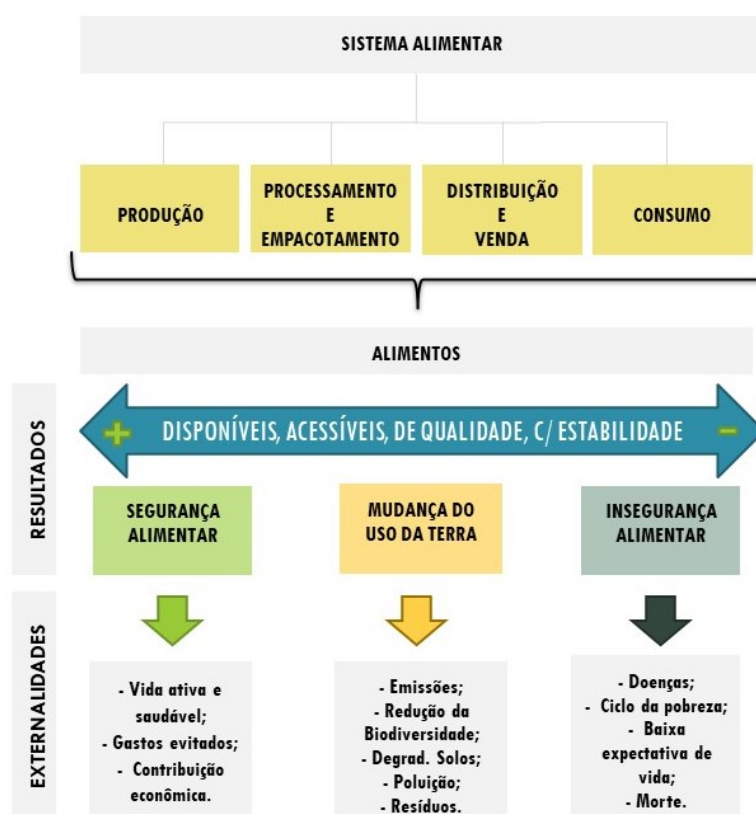 SISTEMA ALIMENTAR
PRODUÇÃO
PROCESSAMENTO
E
EMPACOTAMENTO
DISTRIBUIÇÃO
E
VENDA
CONSUMO
ALIMENTOS
RESULTADOS
+ DISPONÍVEIS, ACESSÍVEIS, DE QUALIDADE, C/ ESTABILIDADE -
SEGURANÇA
ALIMENTAR
MUDANÇA DO
USO DA TERRA
INSEGURANÇA
ALIMENTAR
EXTERNALIDADES
- Vida ativa e
saudável;
- Gastos evitados;
- Contribuição
econômica.
- Emissões;
- Redução da
Biodiversidade;
- Degrad. Solos;
- Poluição;
- Resíduos.
- Doenças;
- Ciclo da pobreza;
- Baixa
expectativa de
vida;
- Morte.